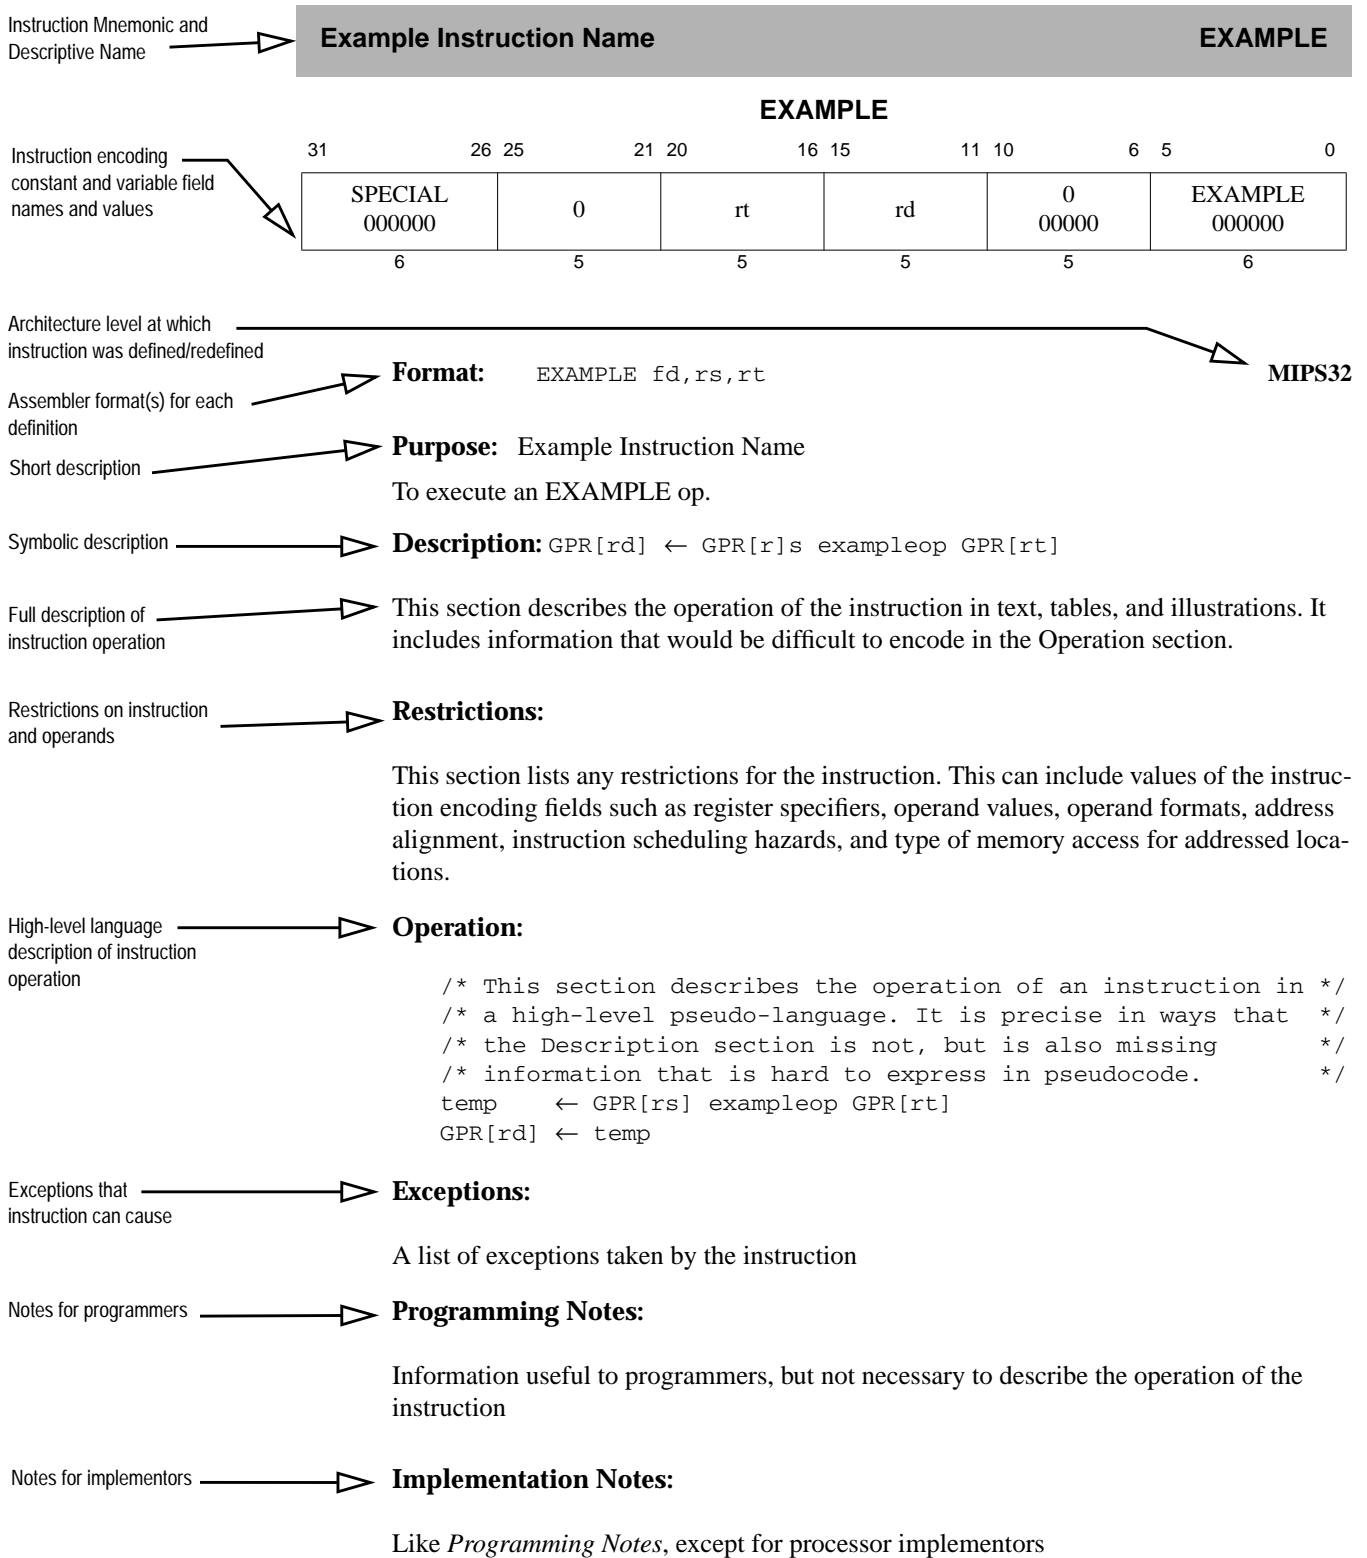 Instruction Mnemonic and
Descriptive Name
Example Instruction Name EXAMPLE
EXAMPLE
31 26 25 21 20 16 15 11 10 6 5 0
Instruction encoding
constant and variable field
names and values
SPECIAL
000000
0
rt
rd
0
00000
EXAMPLE
000000
6 5 5 5 5 6
Architecture level at which
instruction was defined/redefined
Format: EXAMPLE fd,rs,rt MIPS32
Assembler format(s) for each
definition
Purpose: Example Instruction Name
Short description
To execute an EXAMPLE op.
Symbolic description
Description: GPR[rd] ← GPR[r]s exampleop GPR[rt]
Full description of
instruction operation
This section describes the operation of the instruction in text, tables, and illustrations. It
includes information that would be difficult to encode in the Operation section.
Restrictions on instruction
and operands
Restrictions:
This section lists any restrictions for the instruction. This can include values of the instruc-
tion encoding fields such as register specifiers, operand values, operand formats, address
alignment, instruction scheduling hazards, and type of memory access for addressed loca-
tions.
High-level language
description of instruction
operation
Operation:
/* This section describes the operation of an instruction in */
/* a high-level pseudo-language. It is precise in ways that */
/* the Description section is not, but is also missing */
/* information that is hard to express in pseudocode. */
temp ← GPR[rs] exampleop GPR[rt]
GPR[rd] ← temp
Exceptions that
instruction can cause
Exceptions:
A list of exceptions taken by the instruction
Notes for programmers
Programming Notes:
Information useful to programmers, but not necessary to describe the operation of the
instruction
Notes for implementors
Implementation Notes:
Like Programming Notes, except for processor implementors